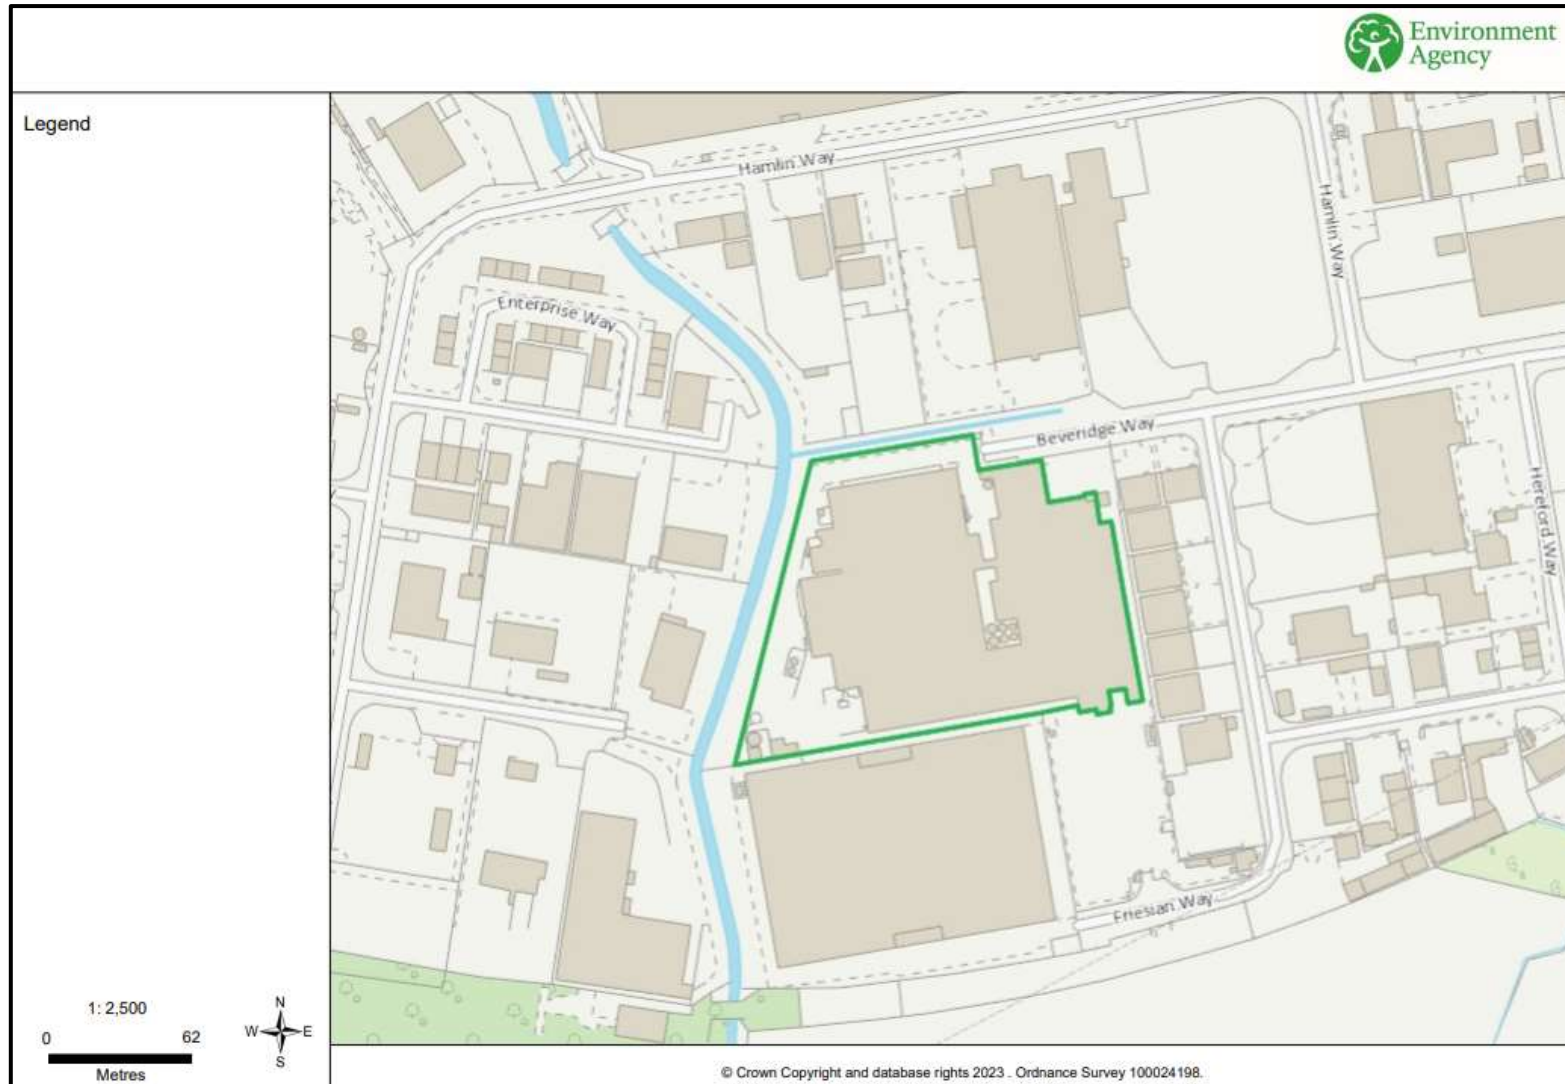 Environment
Agency
Legend
Hamlin Way
Hamlin Way
Enterprise Way
Beveridge Way
Hereford Way
Friesian Way
1: 2,500
0 62
Metres
N
W E
S
© Crown Copyright and database rights 2023 . Ordnance Survey 100024198.